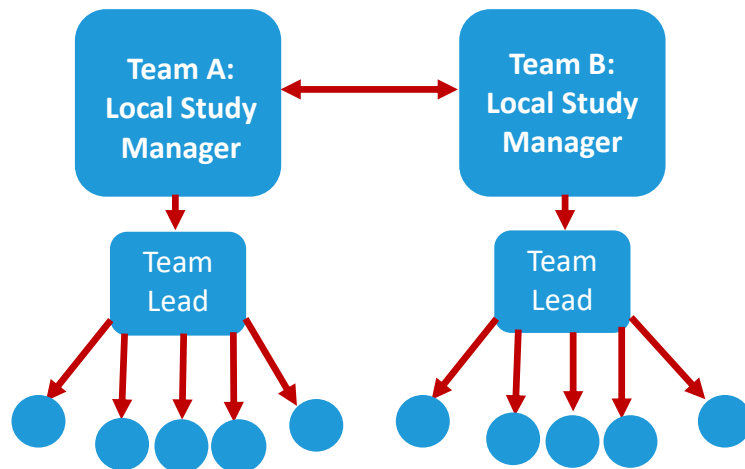 Team A:
Local Study
Manager
Team B:
Local Study
Manager
Team
Lead
Team
Lead